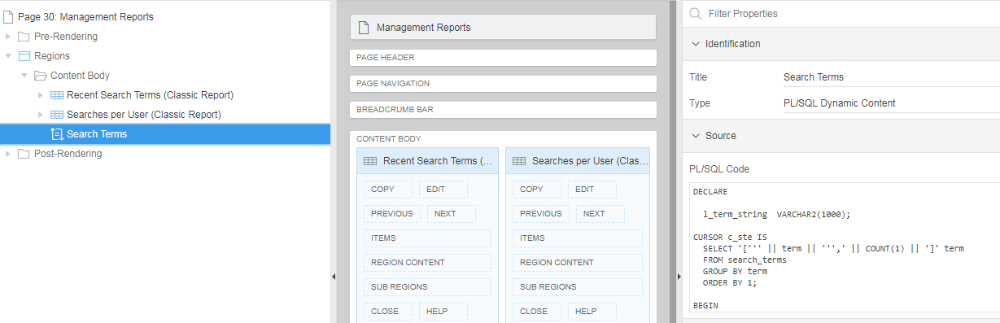 Page 30: Management Reports
Pre-Rendering
Regions
Content Body
Recent Search Terms (Classic Report)
Searches per User (Classic Report)
Search Terms
Post-Rendering
Management Reports
PAGE HEADER
PAGE NAVIGATION
BREADCRUMB BAR
CONTENT BODY
Recent Search Terms (...
COPY EDIT
PREVIOUS NEXT
ITEMS
REGION CONTENT
SUB REGIONS
CLOSE HELP
Searches per User (Clas...
COPY EDIT
PREVIOUS NEXT
ITEMS
REGION CONTENT
SUB REGIONS
CLOSE HELP
Filter Properties
Identification
Title Search Terms
Type PL/SQL Dynamic Content
Source
PL/SQL Code
DECLARE
l_term_string VARCHAR2(1000);
CURSOR c_ste IS
SELECT '[''' || term || ''',' || COUNT(1) || ']' term
FROM search_terms
GROUP BY term
ORDER BY 1;
BEGIN